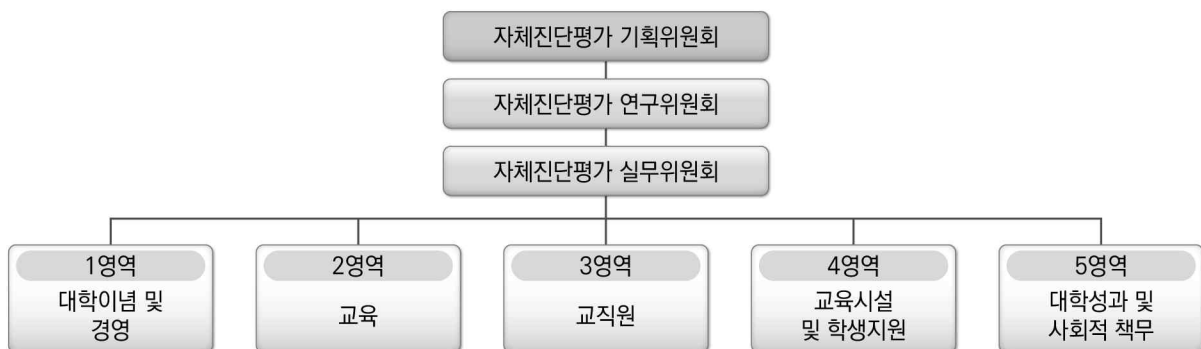 자체진단평가 기획위원회
자체진단평가 연구위원회
자체진단평가 실무위원회
1영역
대학이념 및
경영
2영역
교육
3영역
교직원
4영역
교육시설
및 학생지원
5영역
대학성과 및
사회적 책무